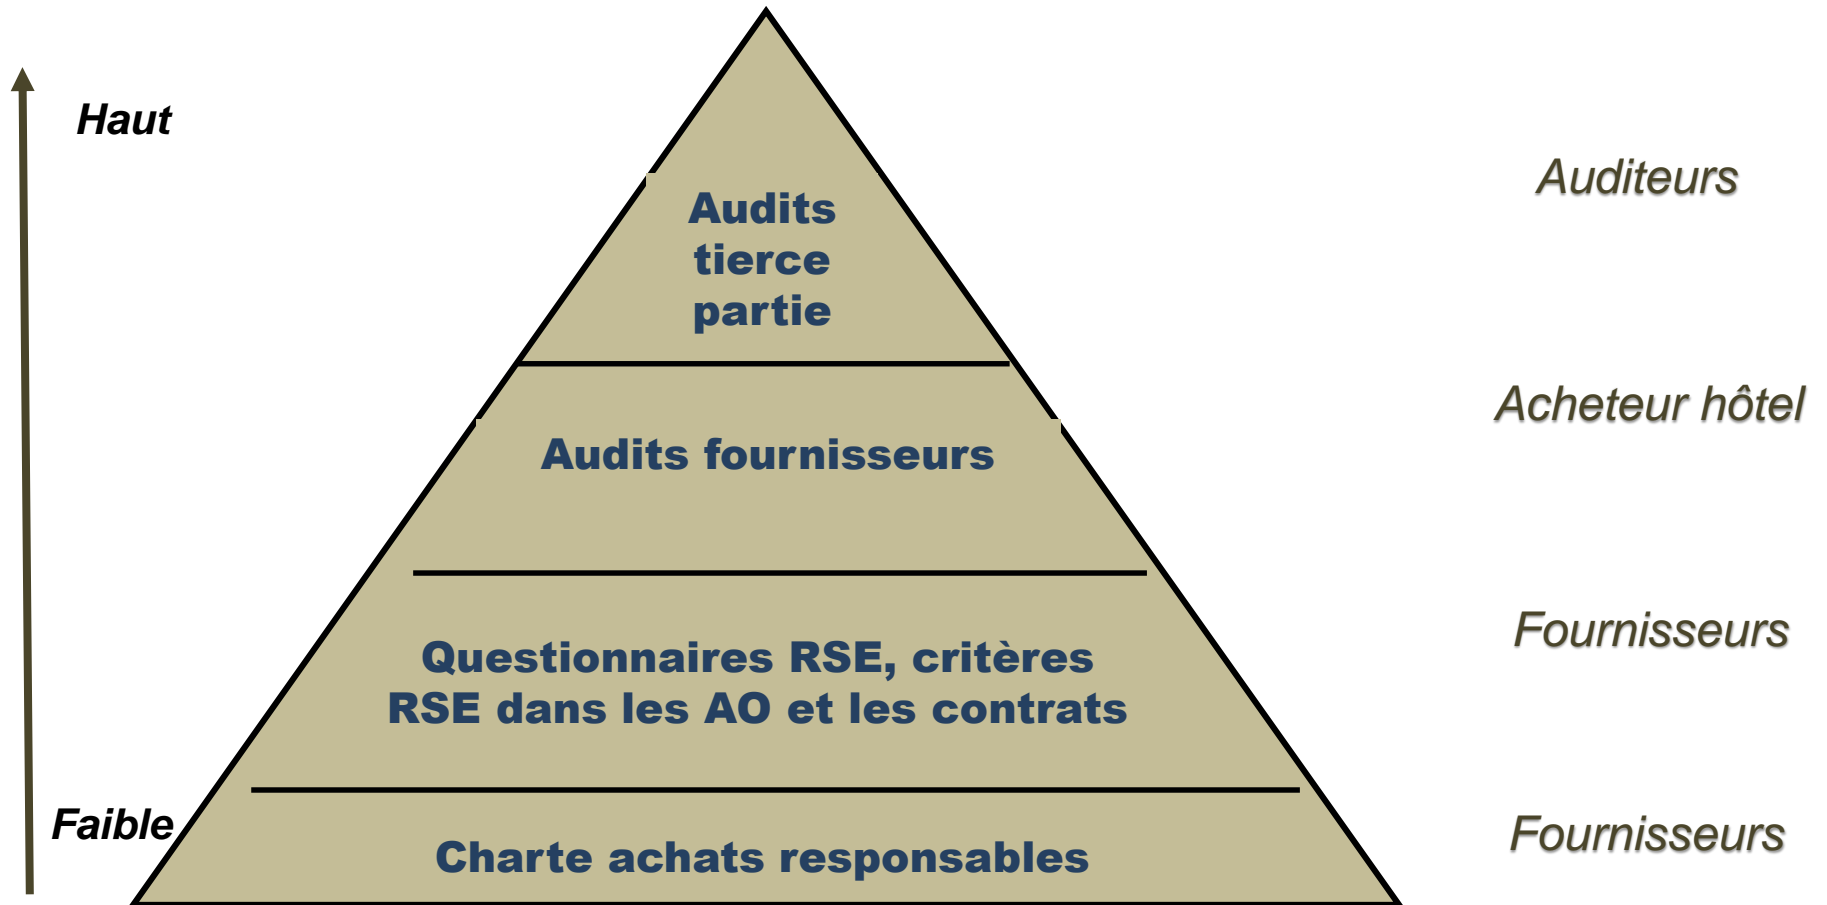 Haut
Auditeurs
Audits
tierce
partie
Acheteur hôtel
Audits fournisseurs
Fournisseurs
Questionnaires RSE, critères
RSE dans les AO et les contrats
Faible
Fournisseurs
Charte achats responsables